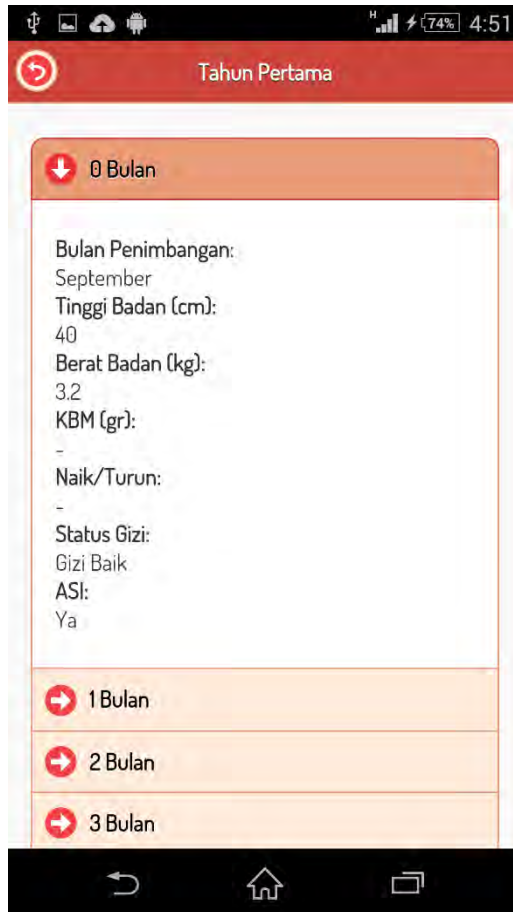 H 74% 4:51
Tahun Pertama
0 Bulan
Bulan Penimbangan:
September
Tinggi Badan (cm):
40
Berat Badan (kg):
3.2
KBM (gr):
-
Naik/Turun:
-
Status Gizi:
Gizi Baik
ASI:
Ya
1 Bulan
2 Bulan
3 Bulan